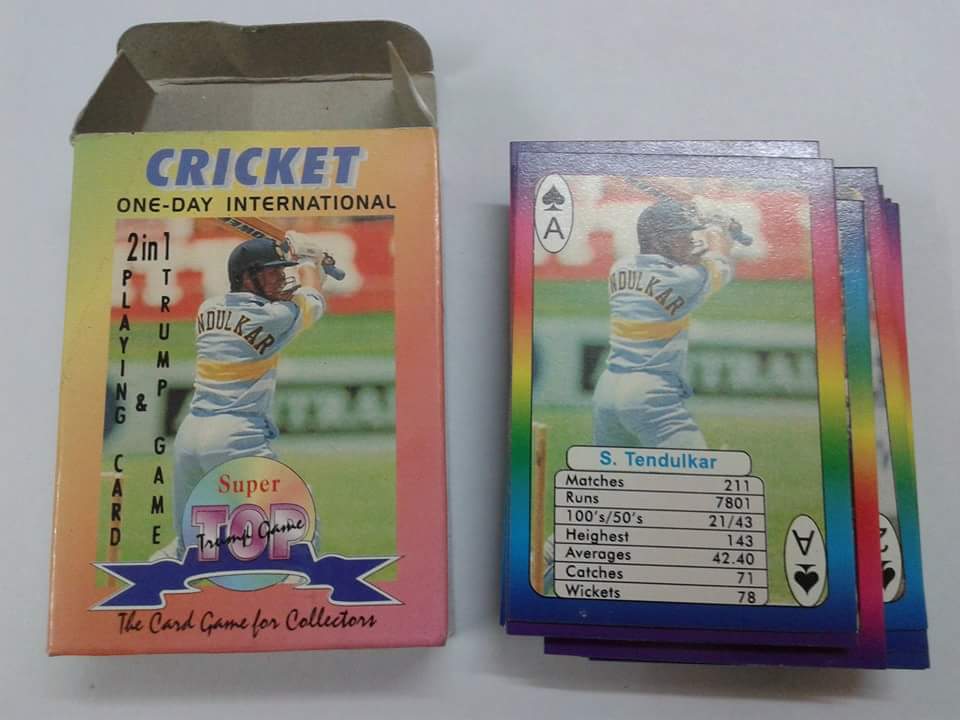 CRICKET
ONE-DAY INTERNATIONAL
2in1
PLAYING CARD
&
TRUMP GAME
NDULKAR
Super
TOP
Trump Game
The Card Game for Collectors
A
NDULKAR
S. Tendulkar
Matches 211
Runs 7801
100's/50's 21/43
Heighest 143
Averages 42.40
Catches 71
Wickets 78
A
2